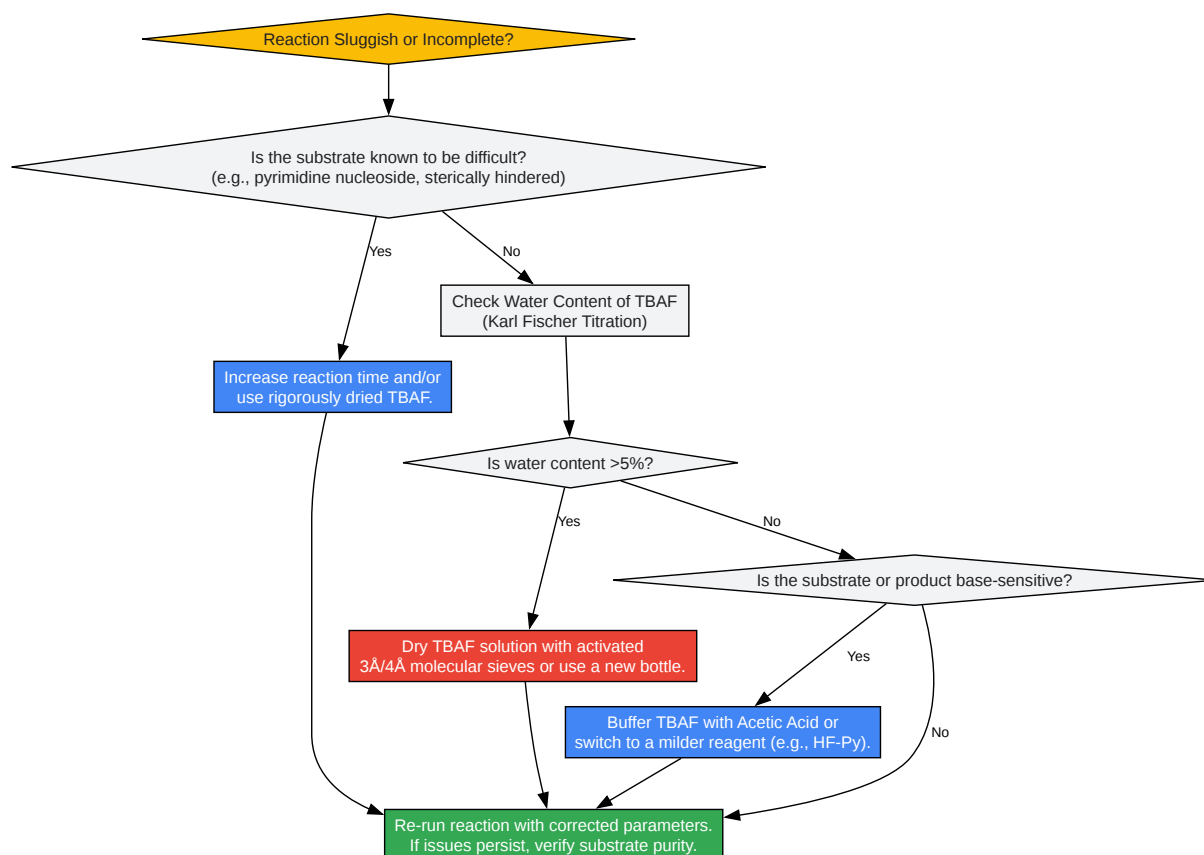 Reaction Sluggish or Incomplete?
Is the substrate known to be difficult?
(e.g., pyrimidine nucleoside, sterically hindered)
Yes
No
Check Water Content of TBAF
(Karl Fischer Titration)
Increase reaction time and/or
use rigorously dried TBAF.
Is water content >5%?
Yes
No
Is the substrate or product base-sensitive?
Dry TBAF solution with activated
3Å/4Å molecular sieves or use a new bottle.
Yes
Buffer TBAF with Acetic Acid or
switch to a milder reagent (e.g., HF-Py).
No
Re-run reaction with corrected parameters.
If issues persist, verify substrate purity.